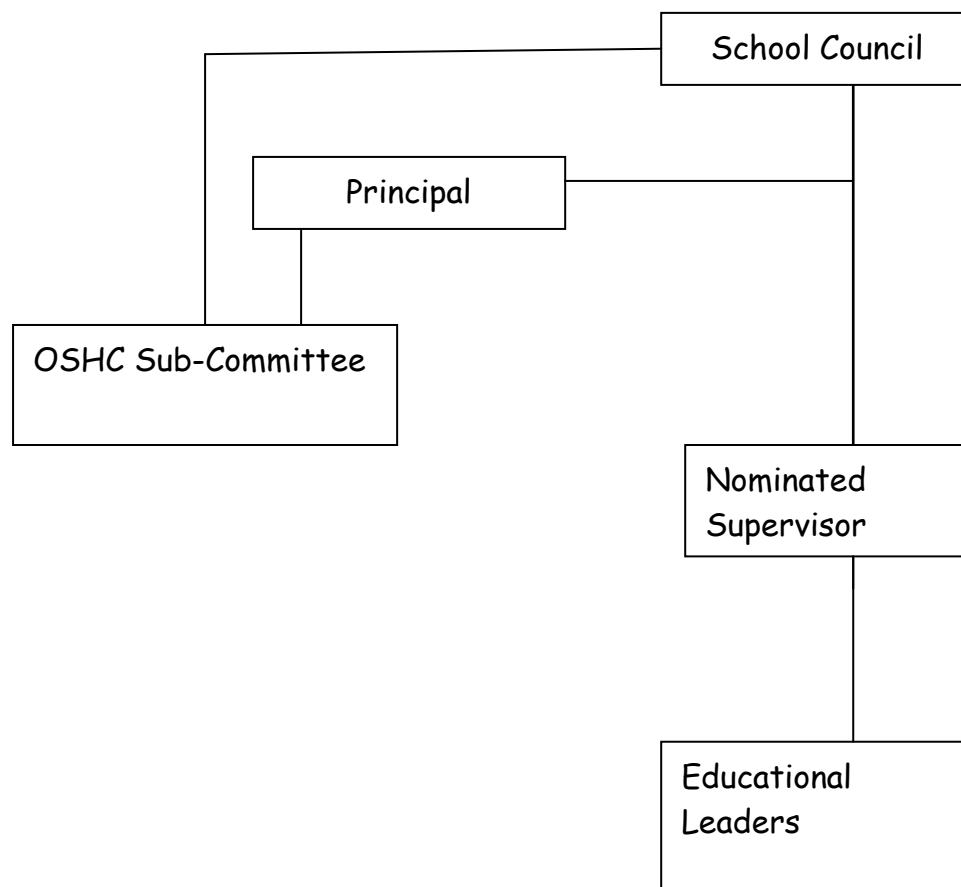 School Council
Principal
OSHC Sub-Committee
Nominated
Supervisor
Educational
Leaders